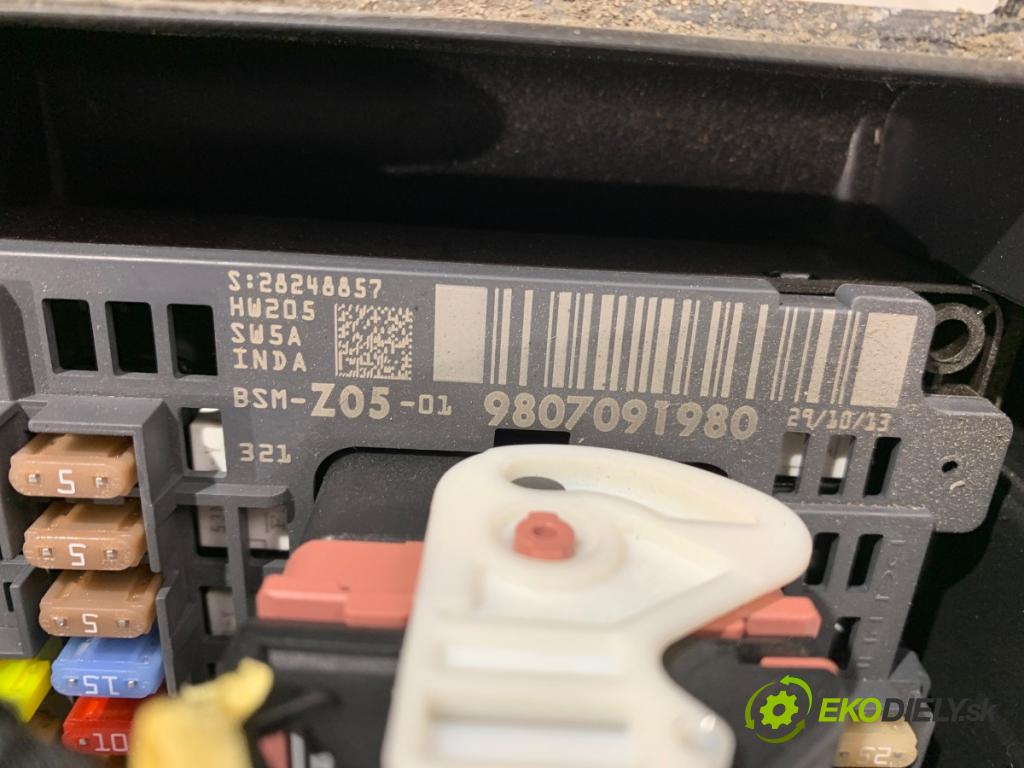 S:28248857
HW205
SW5A
INDA
BSM-Z05-01 9807091980 29/10/13
321
5
5
5
15
10
25
EKODIELY.sk